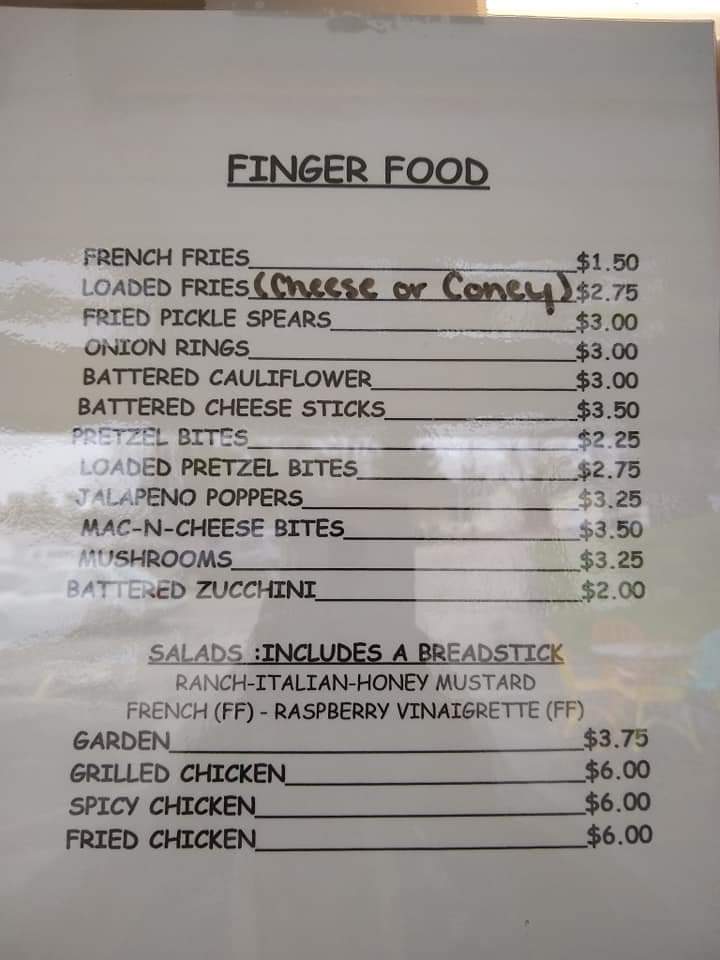 FINGER FOOD
FRENCH FRIES $1.50
LOADED FRIES (Cheese or Coney) $2.75
FRIED PICKLE SPEARS $3.00
ONION RINGS $3.00
BATTERED CAULIFLOWER $3.00
BATTERED CHEESE STICKS $3.50
PRETZEL BITES $2.25
LOADED PRETZEL BITES $2.75
JALAPENO POPPERS $3.25
MAC-N-CHEESE BITES $3.50
MUSHROOMS $3.25
BATTERED ZUCCHINI $2.00
SALADS :INCLUDES A BREADSTICK
RANCH-ITALIAN-HONEY MUSTARD
FRENCH (FF) - RASPBERRY VINAIGRETTE (FF)
GARDEN $3.75
GRILLED CHICKEN $6.00
SPICY CHICKEN $6.00
FRIED CHICKEN $6.00